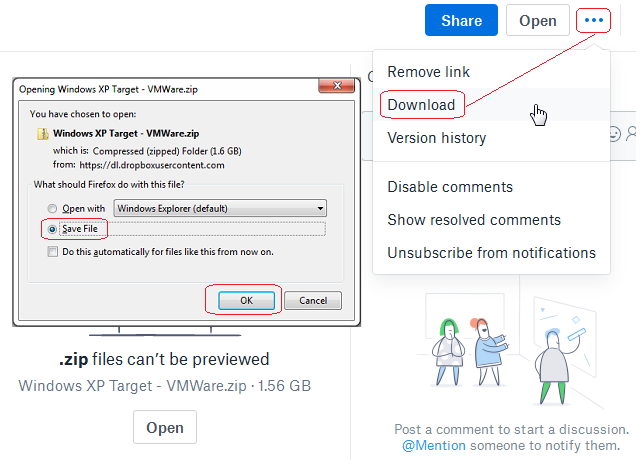 Share
Open
Remove link
Download
Version history
Disable comments
Show resolved comments
Unsubscribe from notifications
Opening Windows XP Target - VMWare.zip
You have chosen to open:
Windows XP Target - VMWare.zip
which is: Compressed (zipped) Folder (1.6 GB)
from: https://dl.dropboxusercontent.com
What should Firefox do with this file?
Open with Windows Explorer (default)
Save File
Do this automatically for files like this from now on.
OK Cancel
.zip files can't be previewed
Windows XP Target - VMWare.zip · 1.56 GB
Open
Post a comment to start a discussion.
@Mention someone to notify them.